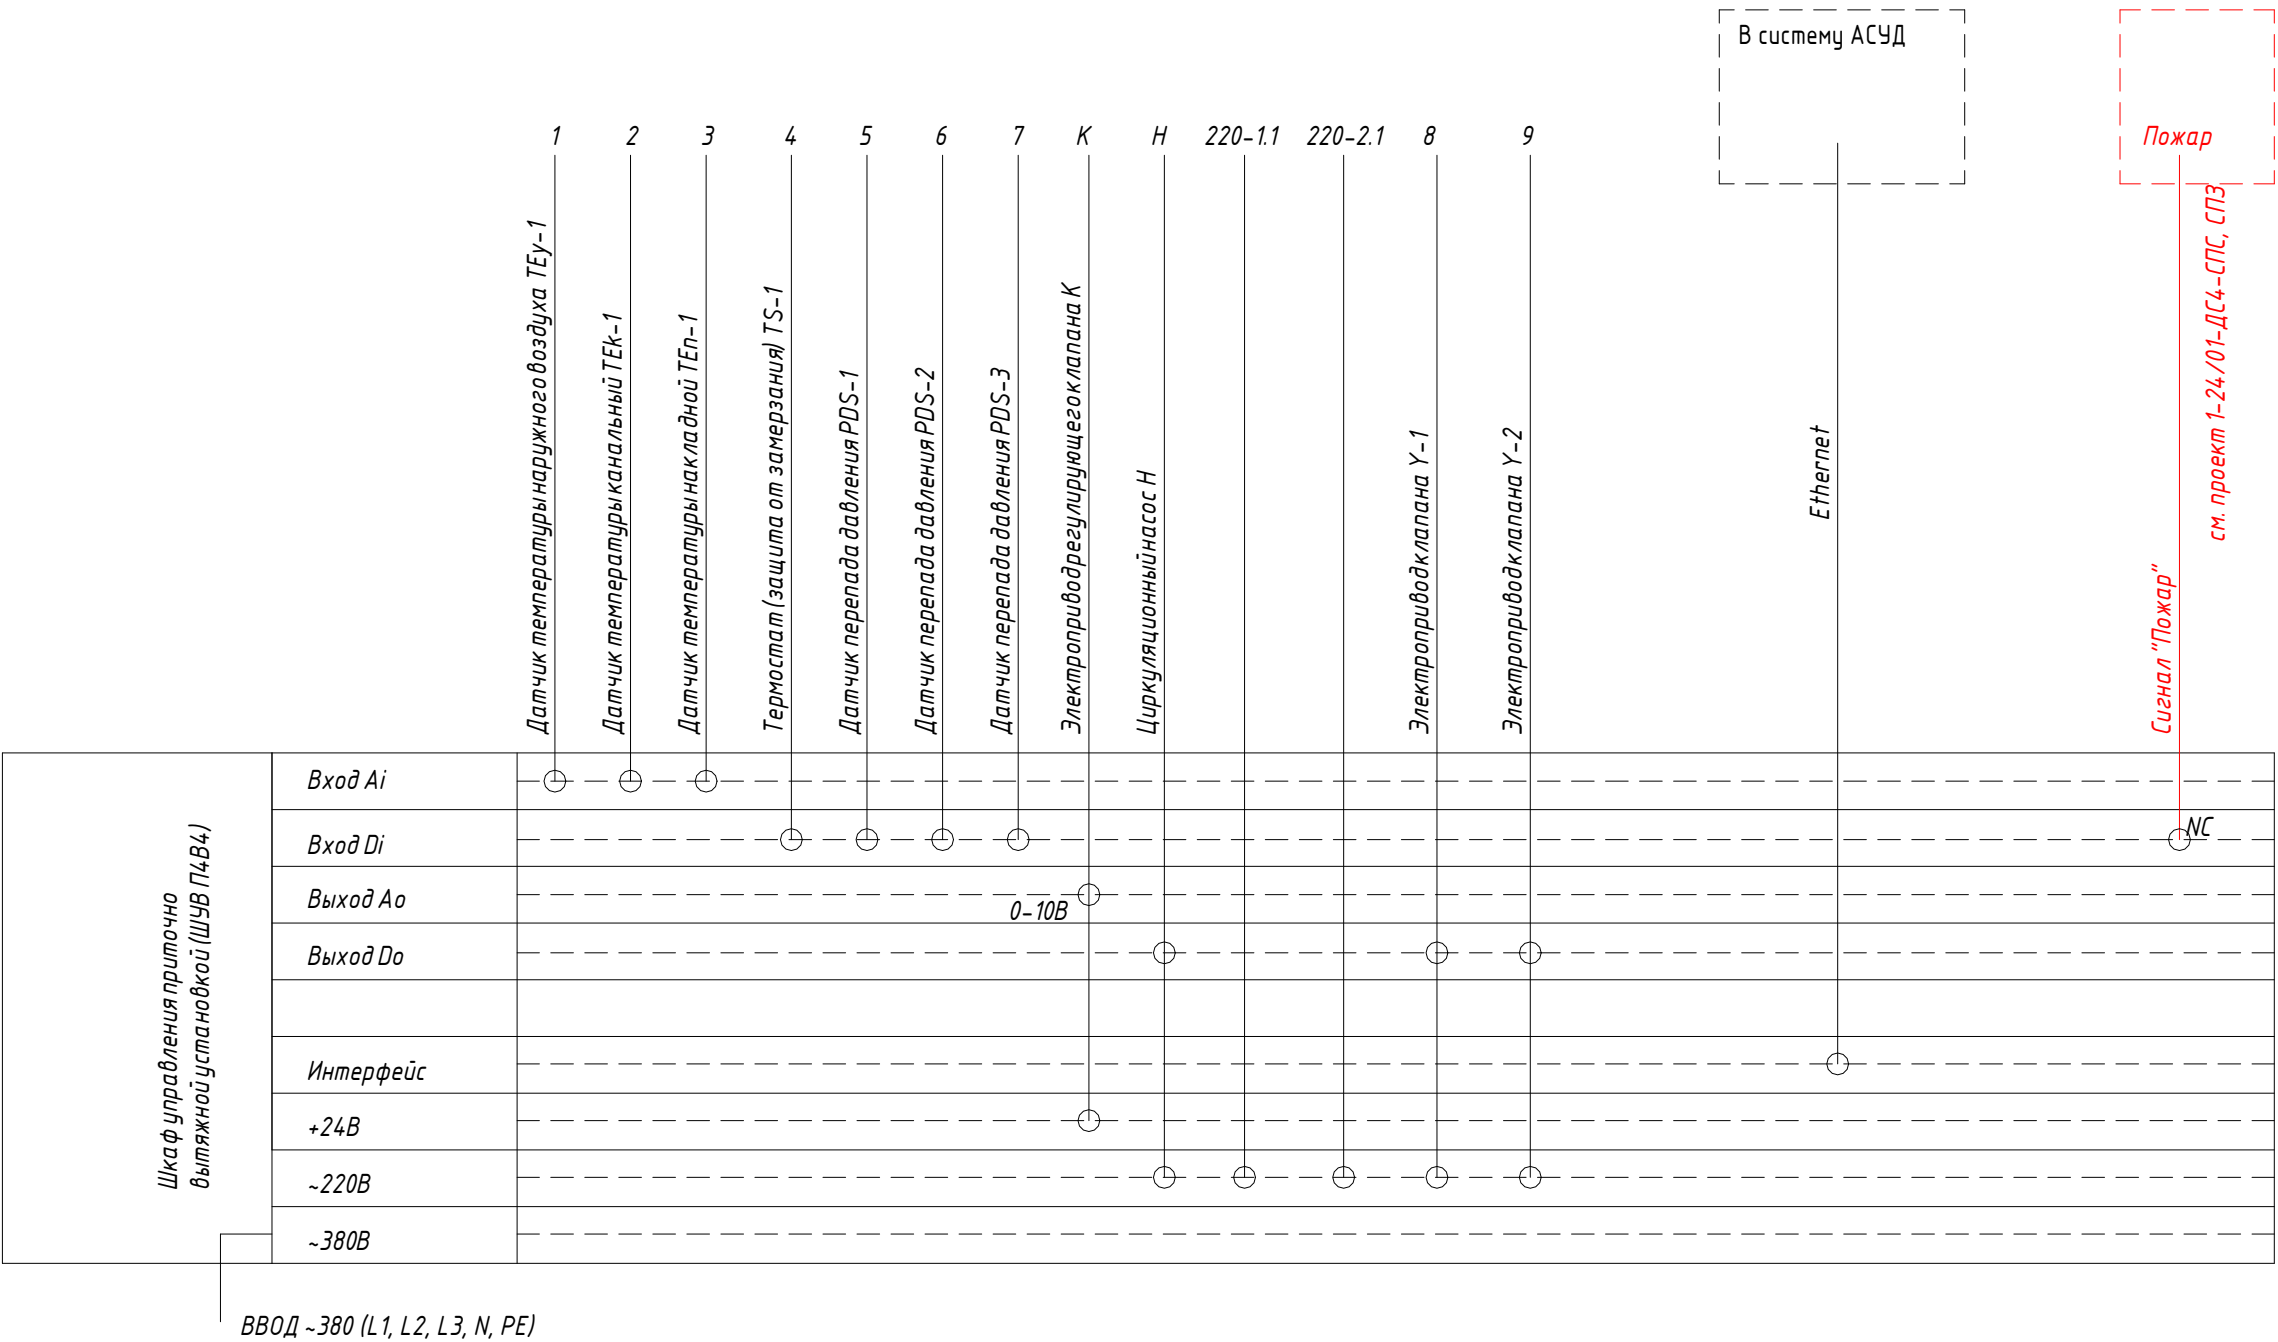 В систему АСУД
1 2 3 4 5 6 7 К Н 220-1.1 220-2.1 8 9
Пожар
Датчик температуры наружного воздуха ТЕу-1
Датчик температуры канальный ТЕк-1
Датчик температуры накладной ТЕп-1
Термостат (защита от замерзания) TS-1
Датчик перепада давления PDS-1
Датчик перепада давления PDS-2
Датчик перепада давления PDS-3
Электропривод регулирующего клапана К
Циркуляционный насос Н
Электропривод клапана Y-1
Электропривод клапана Y-2
Ethernet
Сигнал "Пожар"
см. проект 1-24/01-ДС4-СПС, СПЗ
Шкаф управления приточно
вытяжной установкой (ШУВ П4В4)
Вход Ai
Вход Di
NC
Выход Ao
0-10В
Выход Do
Интерфейс
+24В
~220В
~380В
ВВОД ~380 (L1, L2, L3, N, PE)